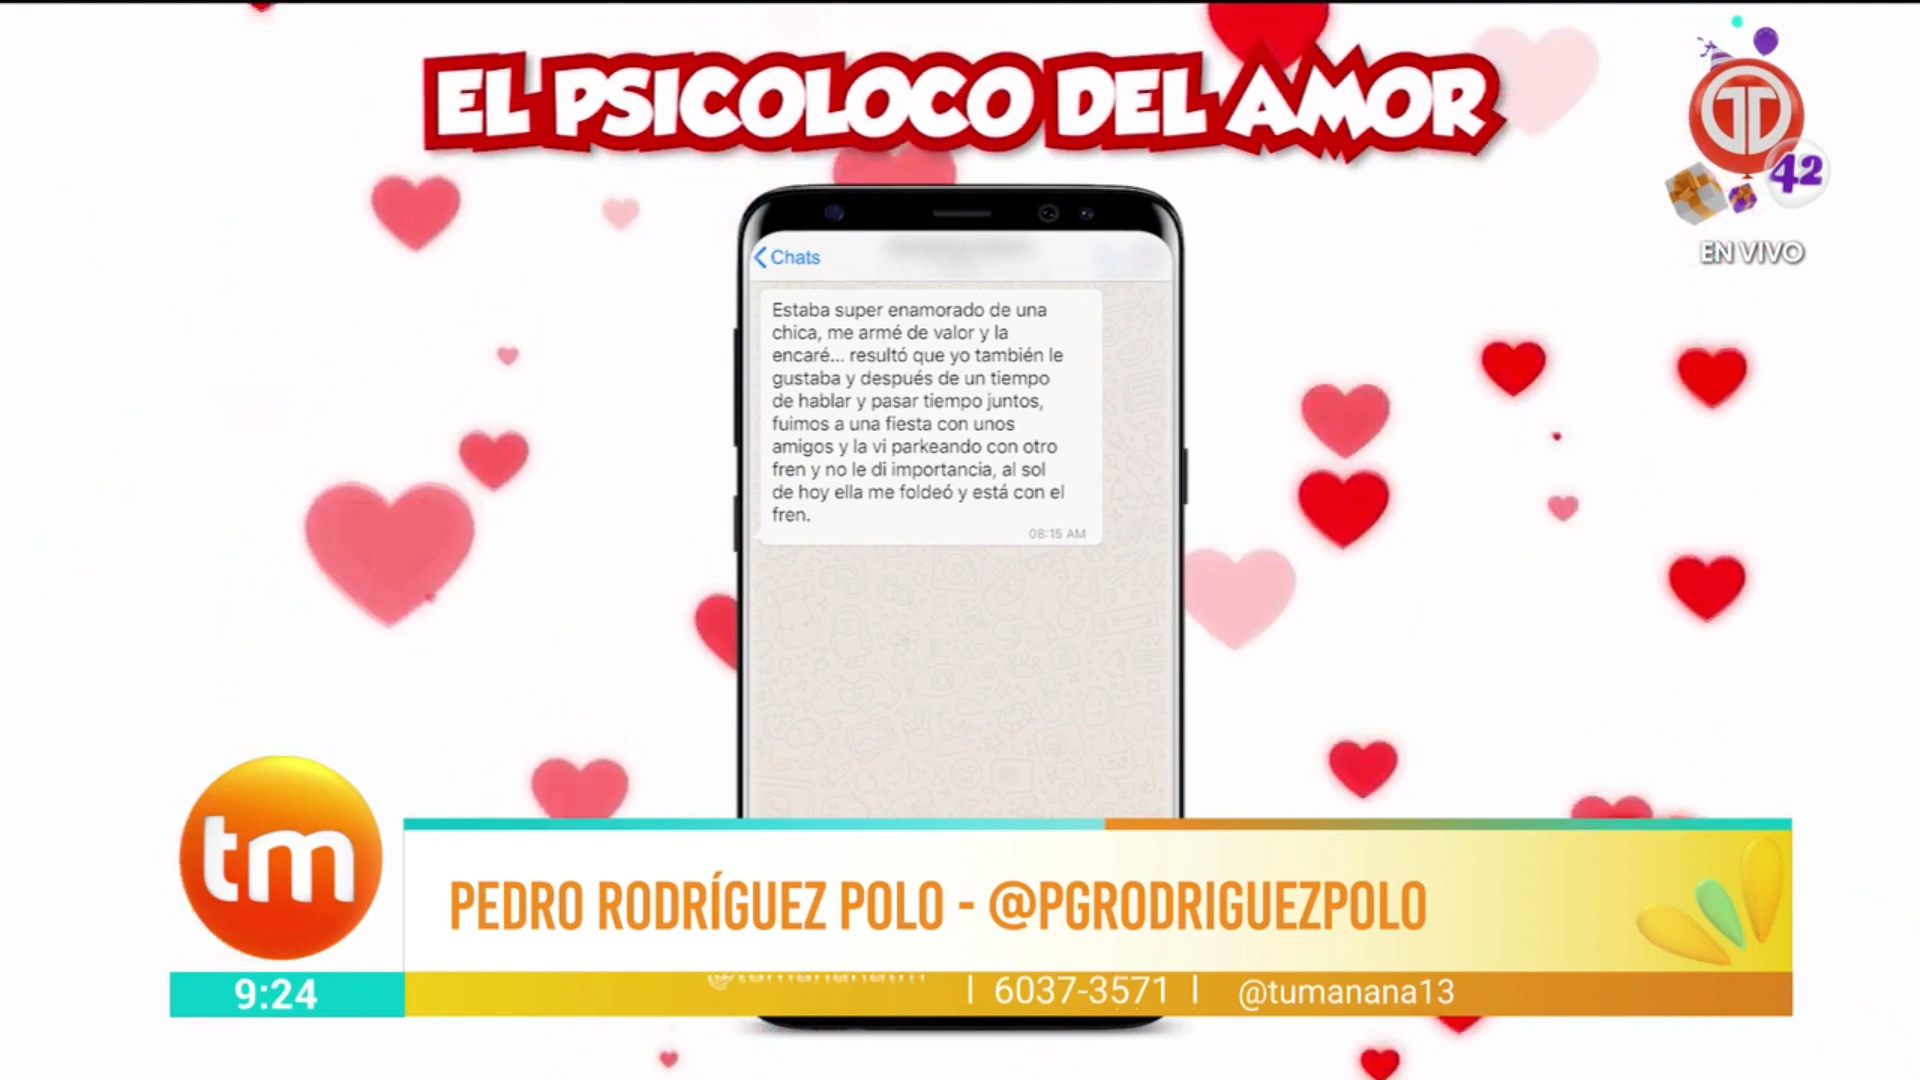 EL PSICOLOCO DEL AMOR
42
EN VIVO
Chats
Estaba super enamorado de una
chica, me armé de valor y la
encaré... resultó que yo también le
gustaba y después de un tiempo
de hablar y pasar tiempo juntos,
fuimos a una fiesta con unos
amigos y la vi parkeando con otro
fren y no le di importancia, al sol
de hoy ella me foldeó y está con el
fren.
08:15 AM
tm
PEDRO RODRÍGUEZ POLO - @PGRODRIGUEZPOLO
9:24
| 6037-3571 | @tumanana13